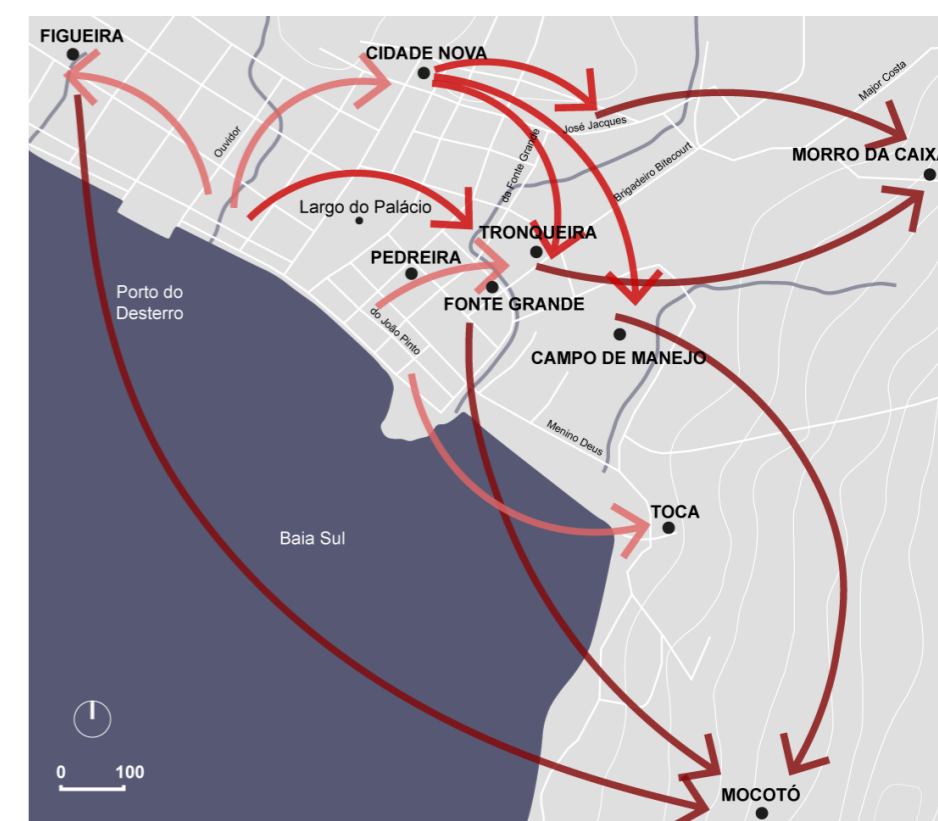 FIGUEIRA
CIDADE NOVA
Major Costa
Ouvidor
José Jacques
da Fonte Grande
Brigadeiro Bitecourt
MORRO DA CAIXA
Largo do Palácio
TRONQUEIRA
PEDREIRA
Porto do
Desterro
FONTE GRANDE
do João Pinto
CAMPO DE MANEJO
Menino Deus
TOCA
Baia Sul
0 100
MOCOTÓ